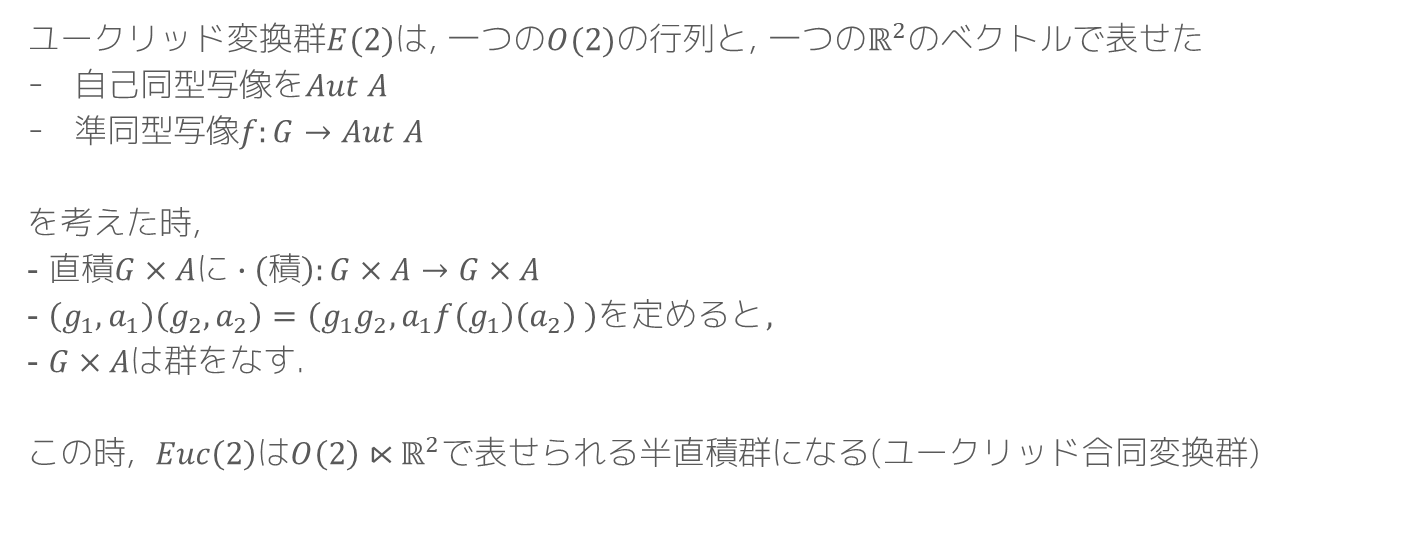 ユークリッド変換群E(2)は, 一つのO(2)の行列と, 一つのℝ²のベクトルで表せた
- 自己同型写像をAut A
- 準同型写像f: G → Aut A
を考えた時,
- 直積G × Aに · (積): G × A → G × A
- (g₁, a₁)(g₂, a₂) = (g₁g₂, a₁f(g₁)(a₂) )を定めると,
- G × Aは群をなす.
この時, Euc(2)はO(2) ⋉ ℝ²で表せられる半直積群になる(ユークリッド合同変換群)